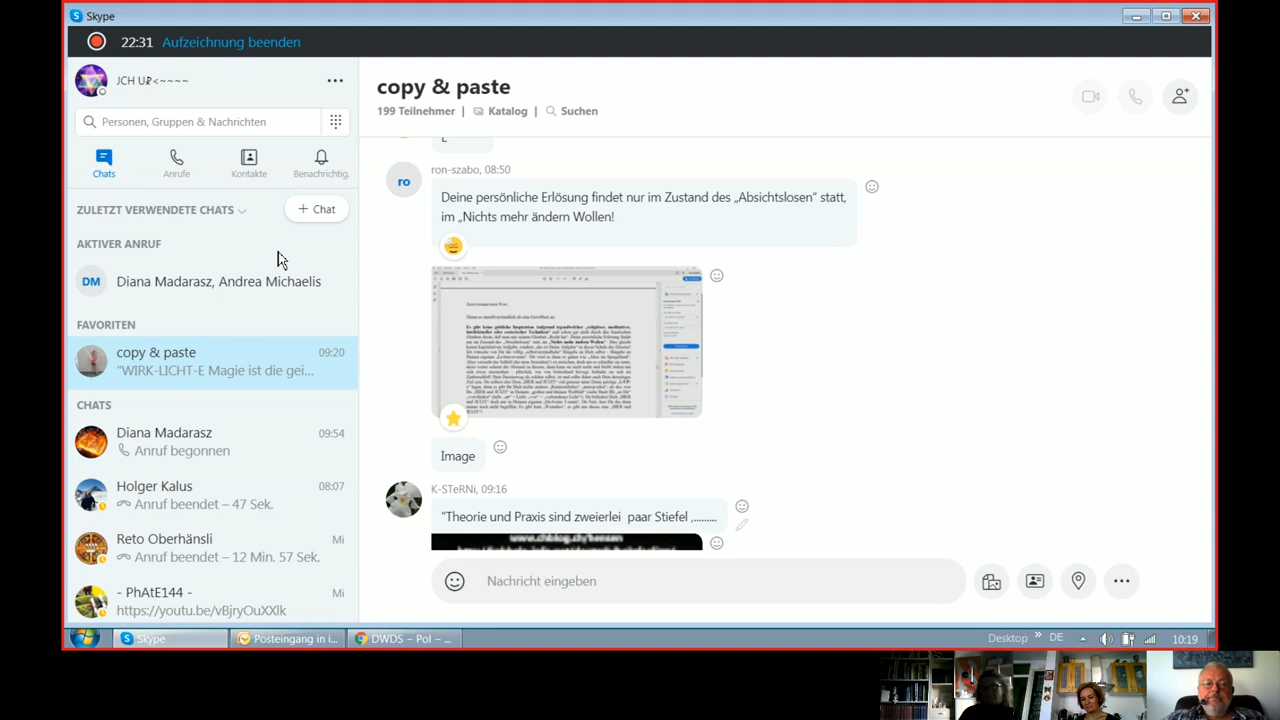 Skype
22:31 Aufzeichnung beenden
Personen, Gruppen & Nachrichten
Chats Anrufe Kontakte Benachrichtig.
ZULETZT VERWENDETE CHATS
+ Chat
AKTIVER ANRUF
DM Diana Madarasz, Andrea Michaelis
FAVORITEN
copy & paste 09:20
"WIRK-LICHT-E Magie ist die gei...
CHATS
Diana Madarasz 09:54
Anruf begonnen
Holger Kalus 08:07
Anruf beendet – 47 Sek.
Reto Oberhänsli Mi
Anruf beendet – 12 Min. 57 Sek.
- PhAtE144 - Mi
https://youtu.be/vBjryOuXXlk
copy & paste
199 Teilnehmer | Katalog | Suchen
ron-szabo, 08:50
ro
Deine persönliche Erlösung findet nur im Zustand des „Absichtslosen“ statt,
im „Nichts mehr ändern Wollen!
Image
K-STeRNi, 09:16
"Theorie und Praxis sind zweierlei paar Stiefel ,.........
Nachricht eingeben
Skype
Posteingang in i...
DWDS – Pol – ...
Desktop » DE 10:19